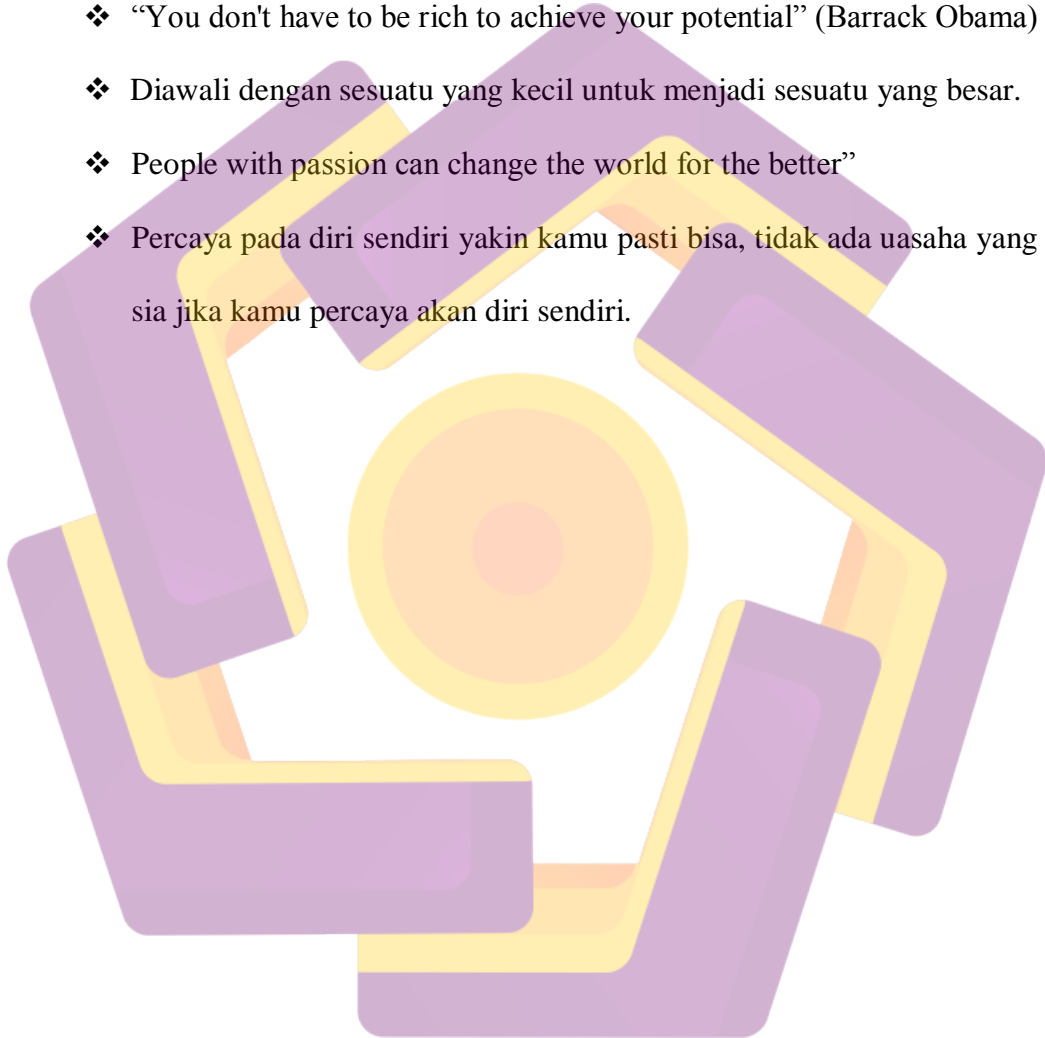 ❖ “You don't have to be rich to achieve your potential” (Barrack Obama)
❖ Diawali dengan sesuatu yang kecil untuk menjadi sesuatu yang besar.
❖ People with passion can change the world for the better”
❖ Percaya pada diri sendiri yakin kamu pasti bisa, tidak ada uasaha yang
sia jika kamu percaya akan diri sendiri.